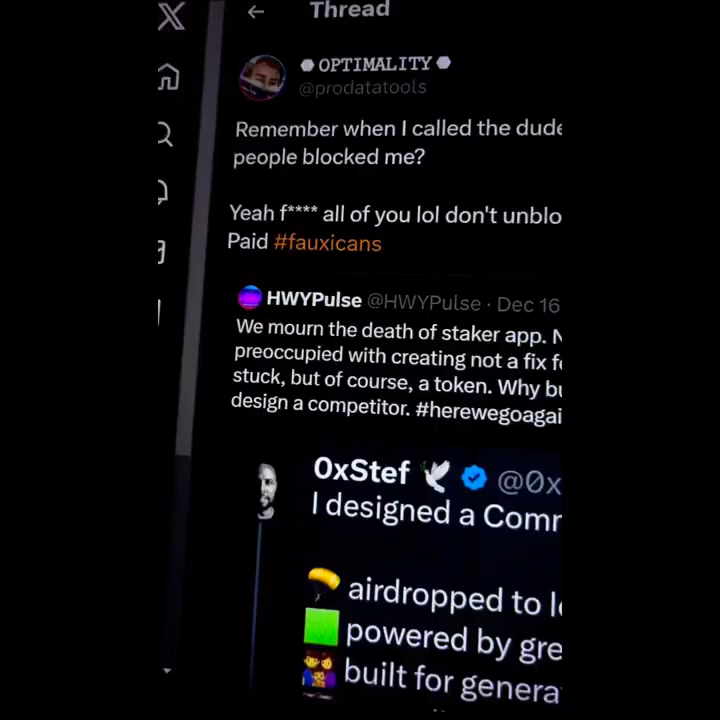 Thread
OPTIMALITY
@prodatatools
Remember when I called the dude
people blocked me?
Yeah f**** all of you lol don't unblo
Paid #fauxicans
HWYPulse @HWYPulse · Dec 16
We mourn the death of staker app. N
preoccupied with creating not a fix f
stuck, but of course, a token. Why bu
design a competitor. #herewegoagai
0xStef @0x
I designed a Comm
airdropped to l
powered by gre
built for genera